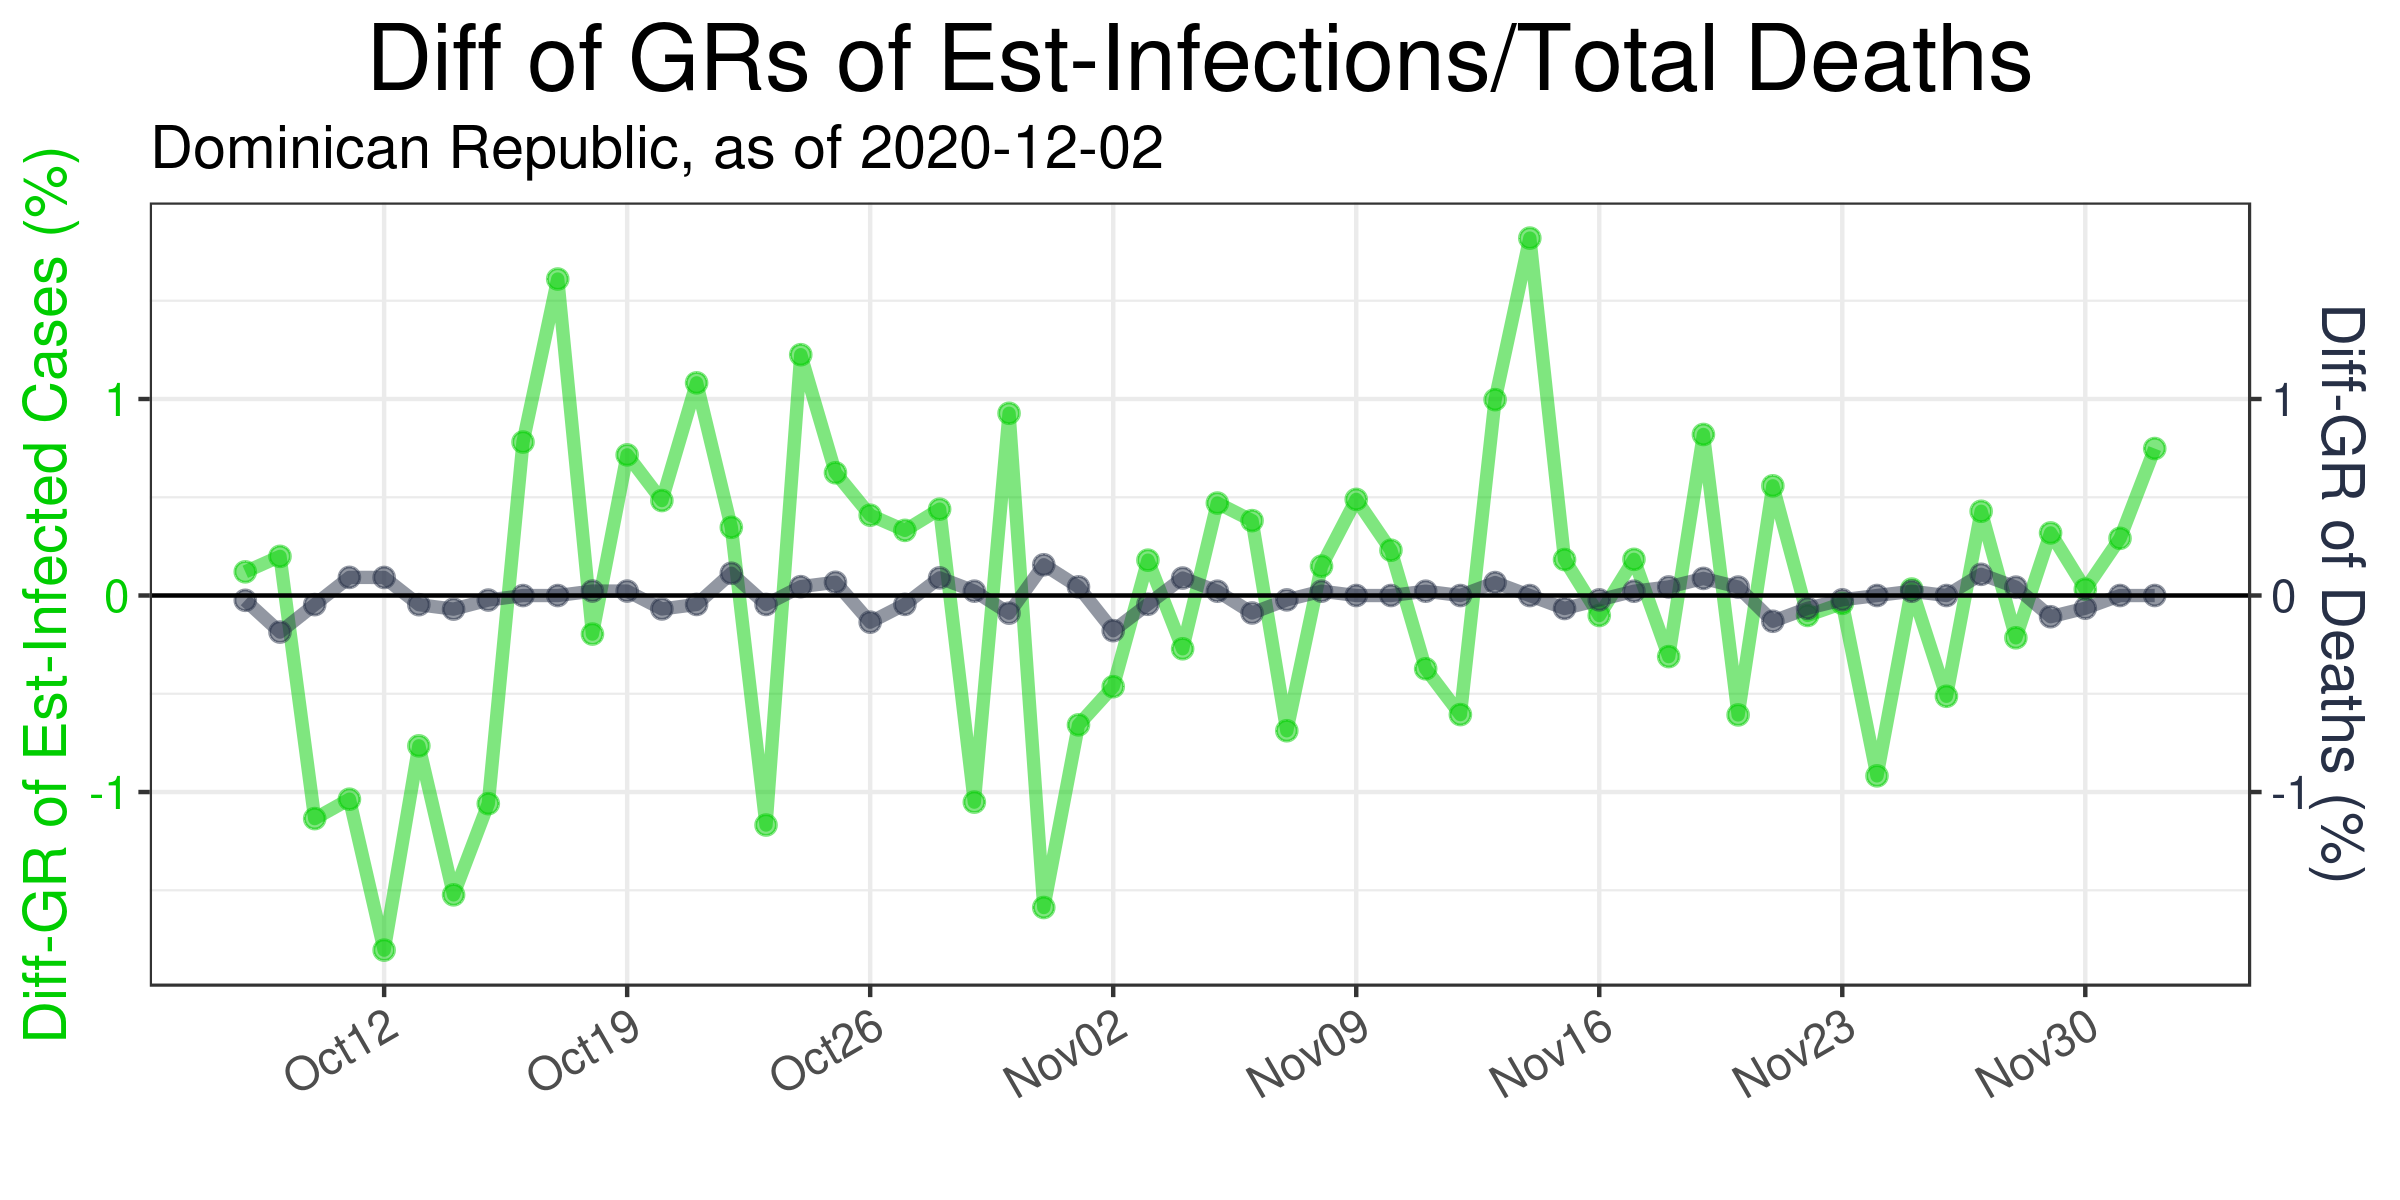 Diff of GRs of Est-Infections/Total Deaths
Dominican Republic, as of 2020-12-02
Diff-GR of Est-Infected Cases (%)
1
0
-1
1
0
-1
Diff-GR of Deaths (%)
Oct12
Oct19
Oct26
Nov02
Nov09
Nov16
Nov23
Nov30